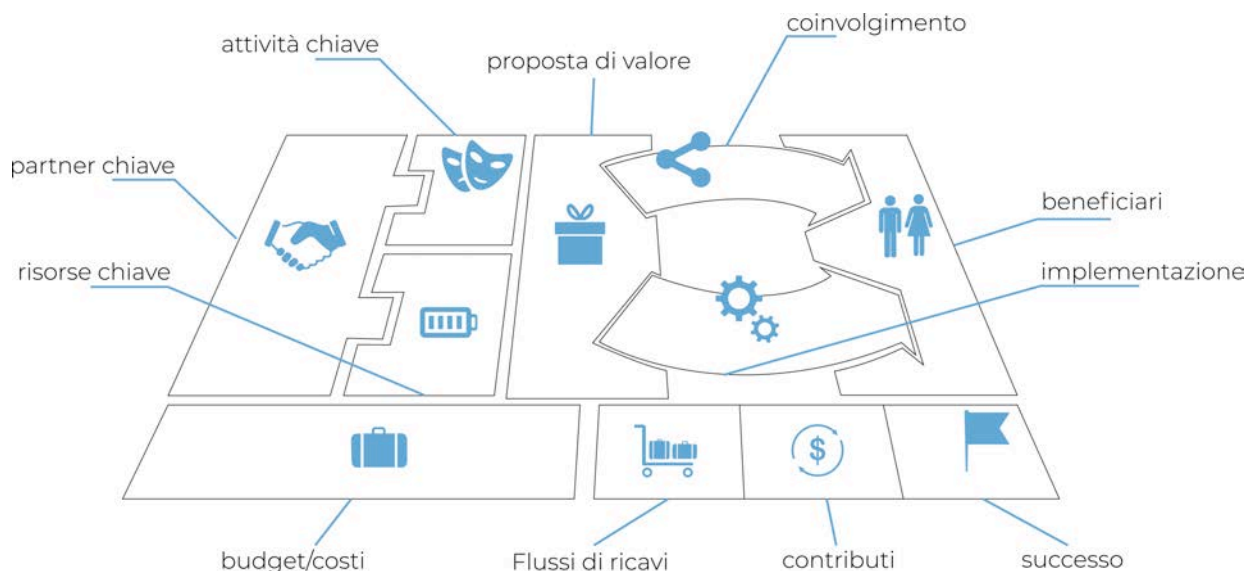 coinvolgimento
attività chiave
proposta di valore
partner chiave
beneficiari
risorse chiave
implementazione
$
budget/costi
Flussi di ricavi
contributi
successo